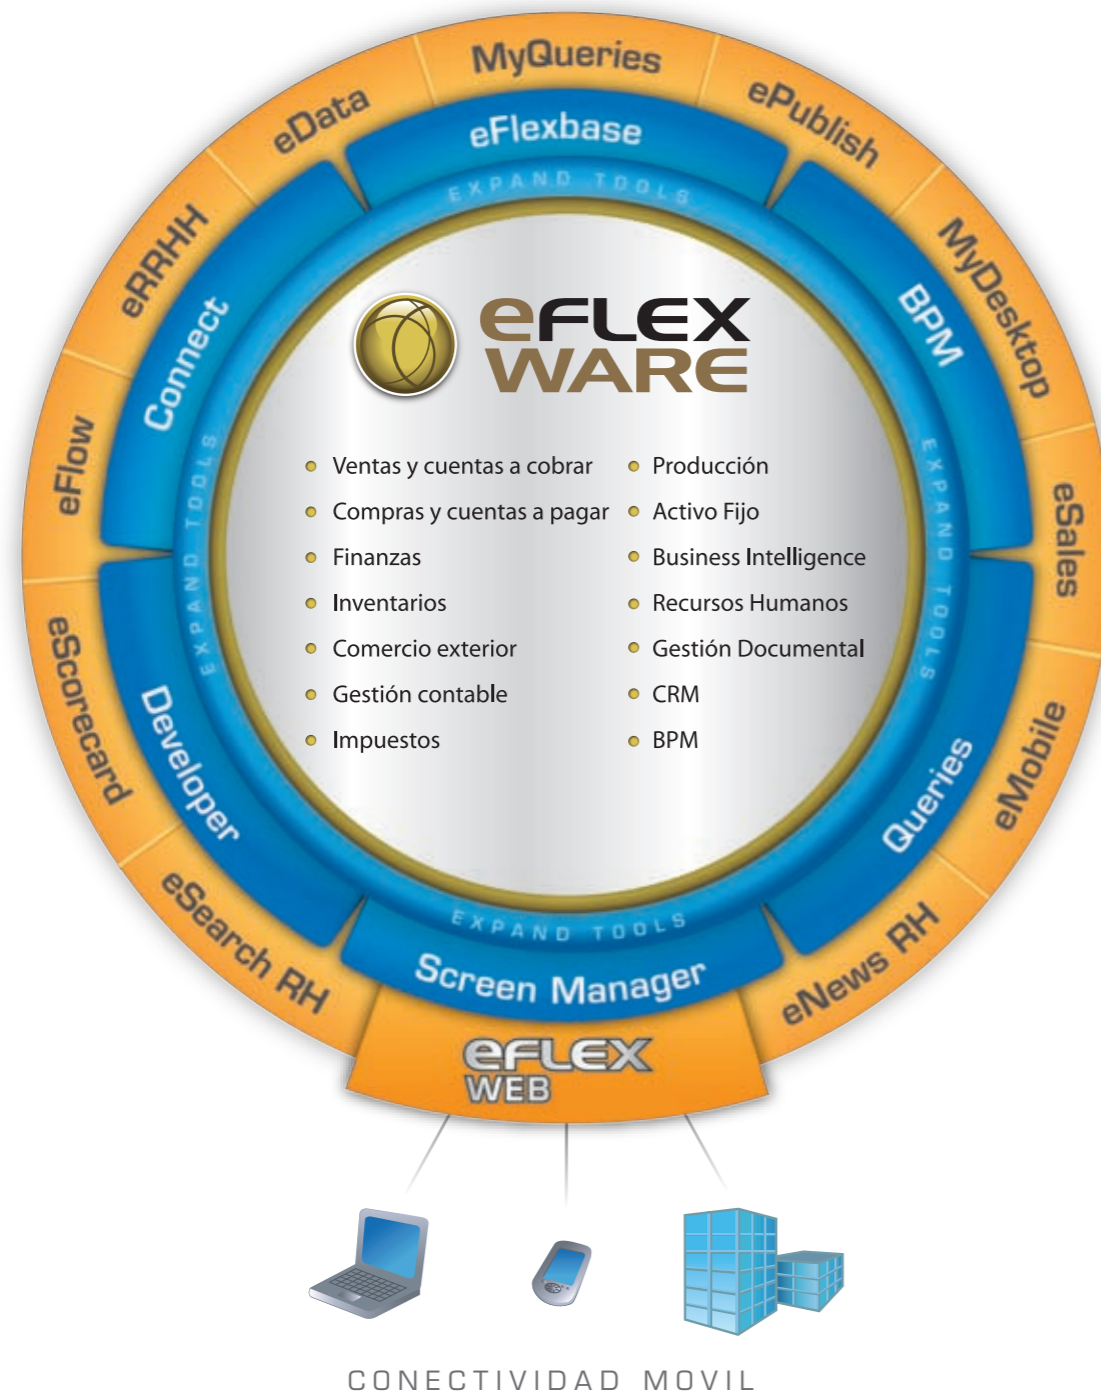 MyQueries
ePublish
MyDesktop
eSales
eMobile
eNews RH
eFLEX
WEB
eSearch RH
eScorecard
eFlow
eRRHH
eData
eFlexbase
BPM
Queries
Screen Manager
Developer
Connect
EXPAND TOOLS
EXPAND TOOLS
EXPAND TOOLS
EXPAND TOOLS
eFLEX
WARE
Ventas y cuentas a cobrar
Compras y cuentas a pagar
Finanzas
Inventarios
Comercio exterior
Gestión contable
Impuestos
Producción
Activo Fijo
Business Intelligence
Recursos Humanos
Gestión Documental
CRM
BPM
CONECTIVIDAD MOVIL